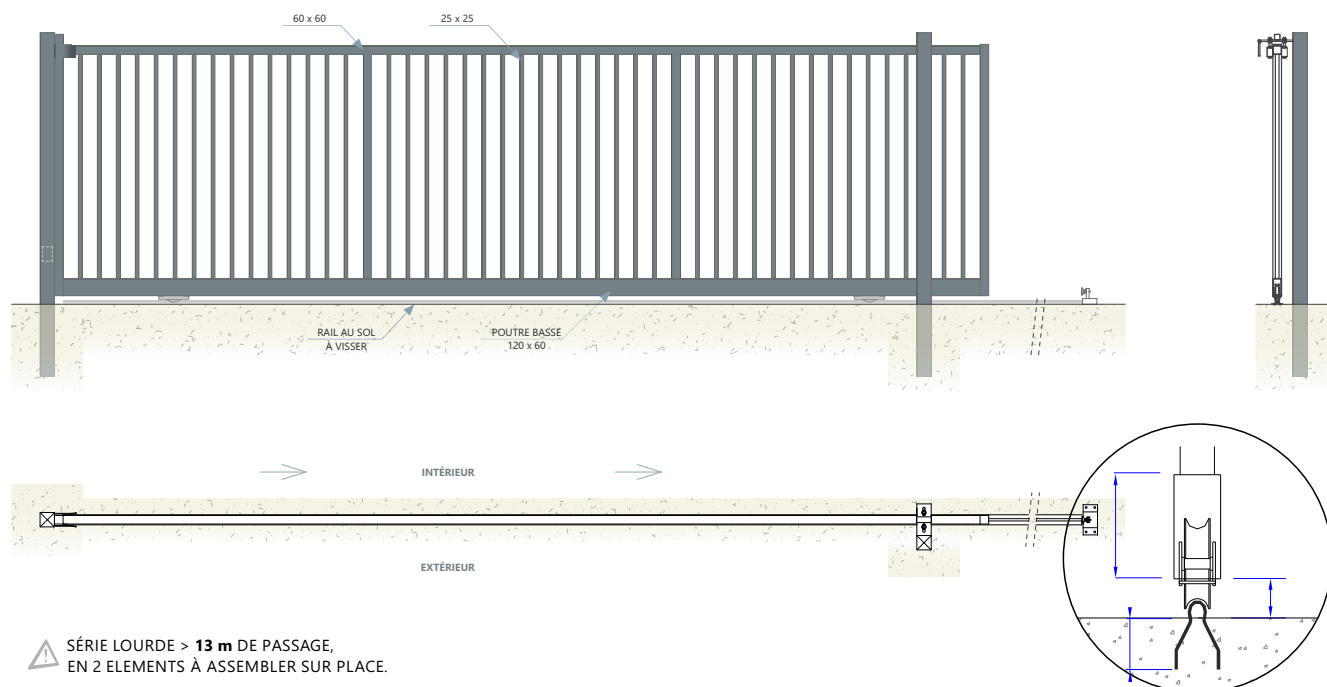 60 x 60
25 x 25
RAIL AU SOL
À VISSER
POUTRE BASSE
120 x 60
INTÉRIEUR
EXTÉRIEUR
SÉRIE LOURDE > 13 m DE PASSAGE,
EN 2 ELEMENTS À ASSEMBLER SUR PLACE.